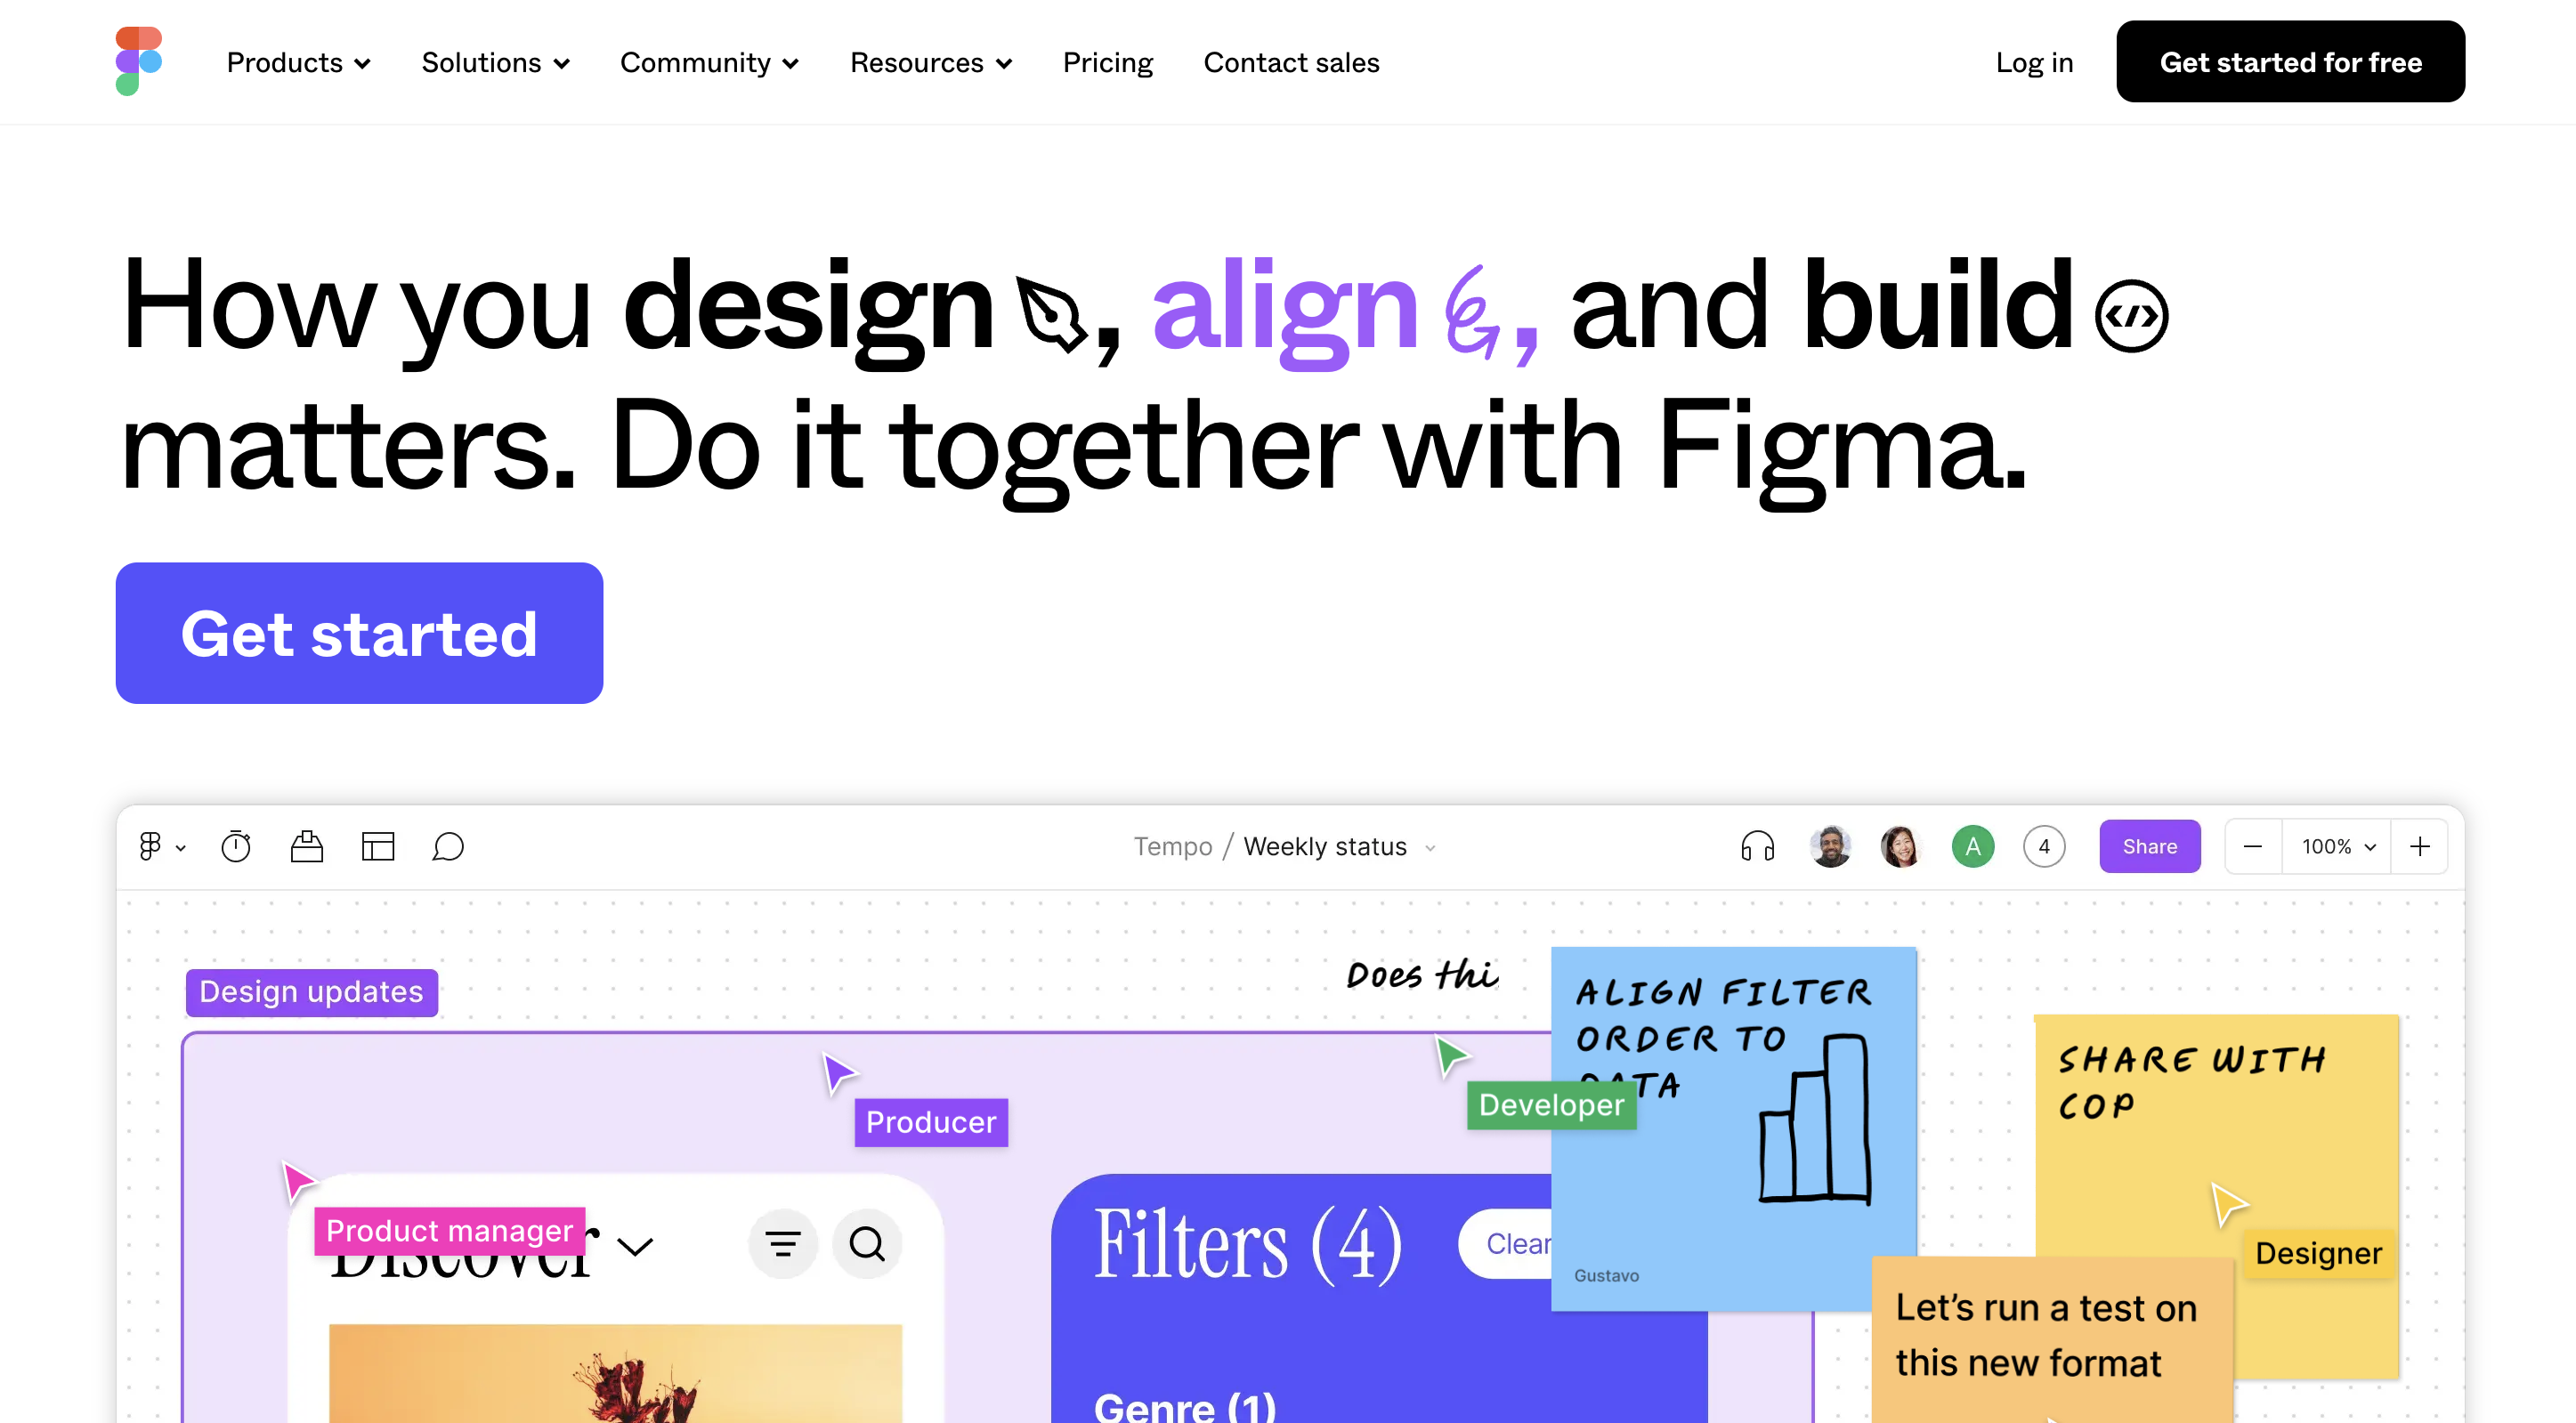 Products
Solutions
Community
Resources
Pricing
Contact sales
Log in
Get started for free
How you design, align, and build
matters. Do it together with Figma.
Get started
Tempo / Weekly status
A
4
Share
100%
Design updates
Does thi
ALIGN FILTER
ORDER TO
DATA
Gustavo
SHARE WITH
COP
Producer
Developer
Product manager
Discover
Filters (4)
Clear
Designer
Let’s run a test on
this new format
Genre (1)